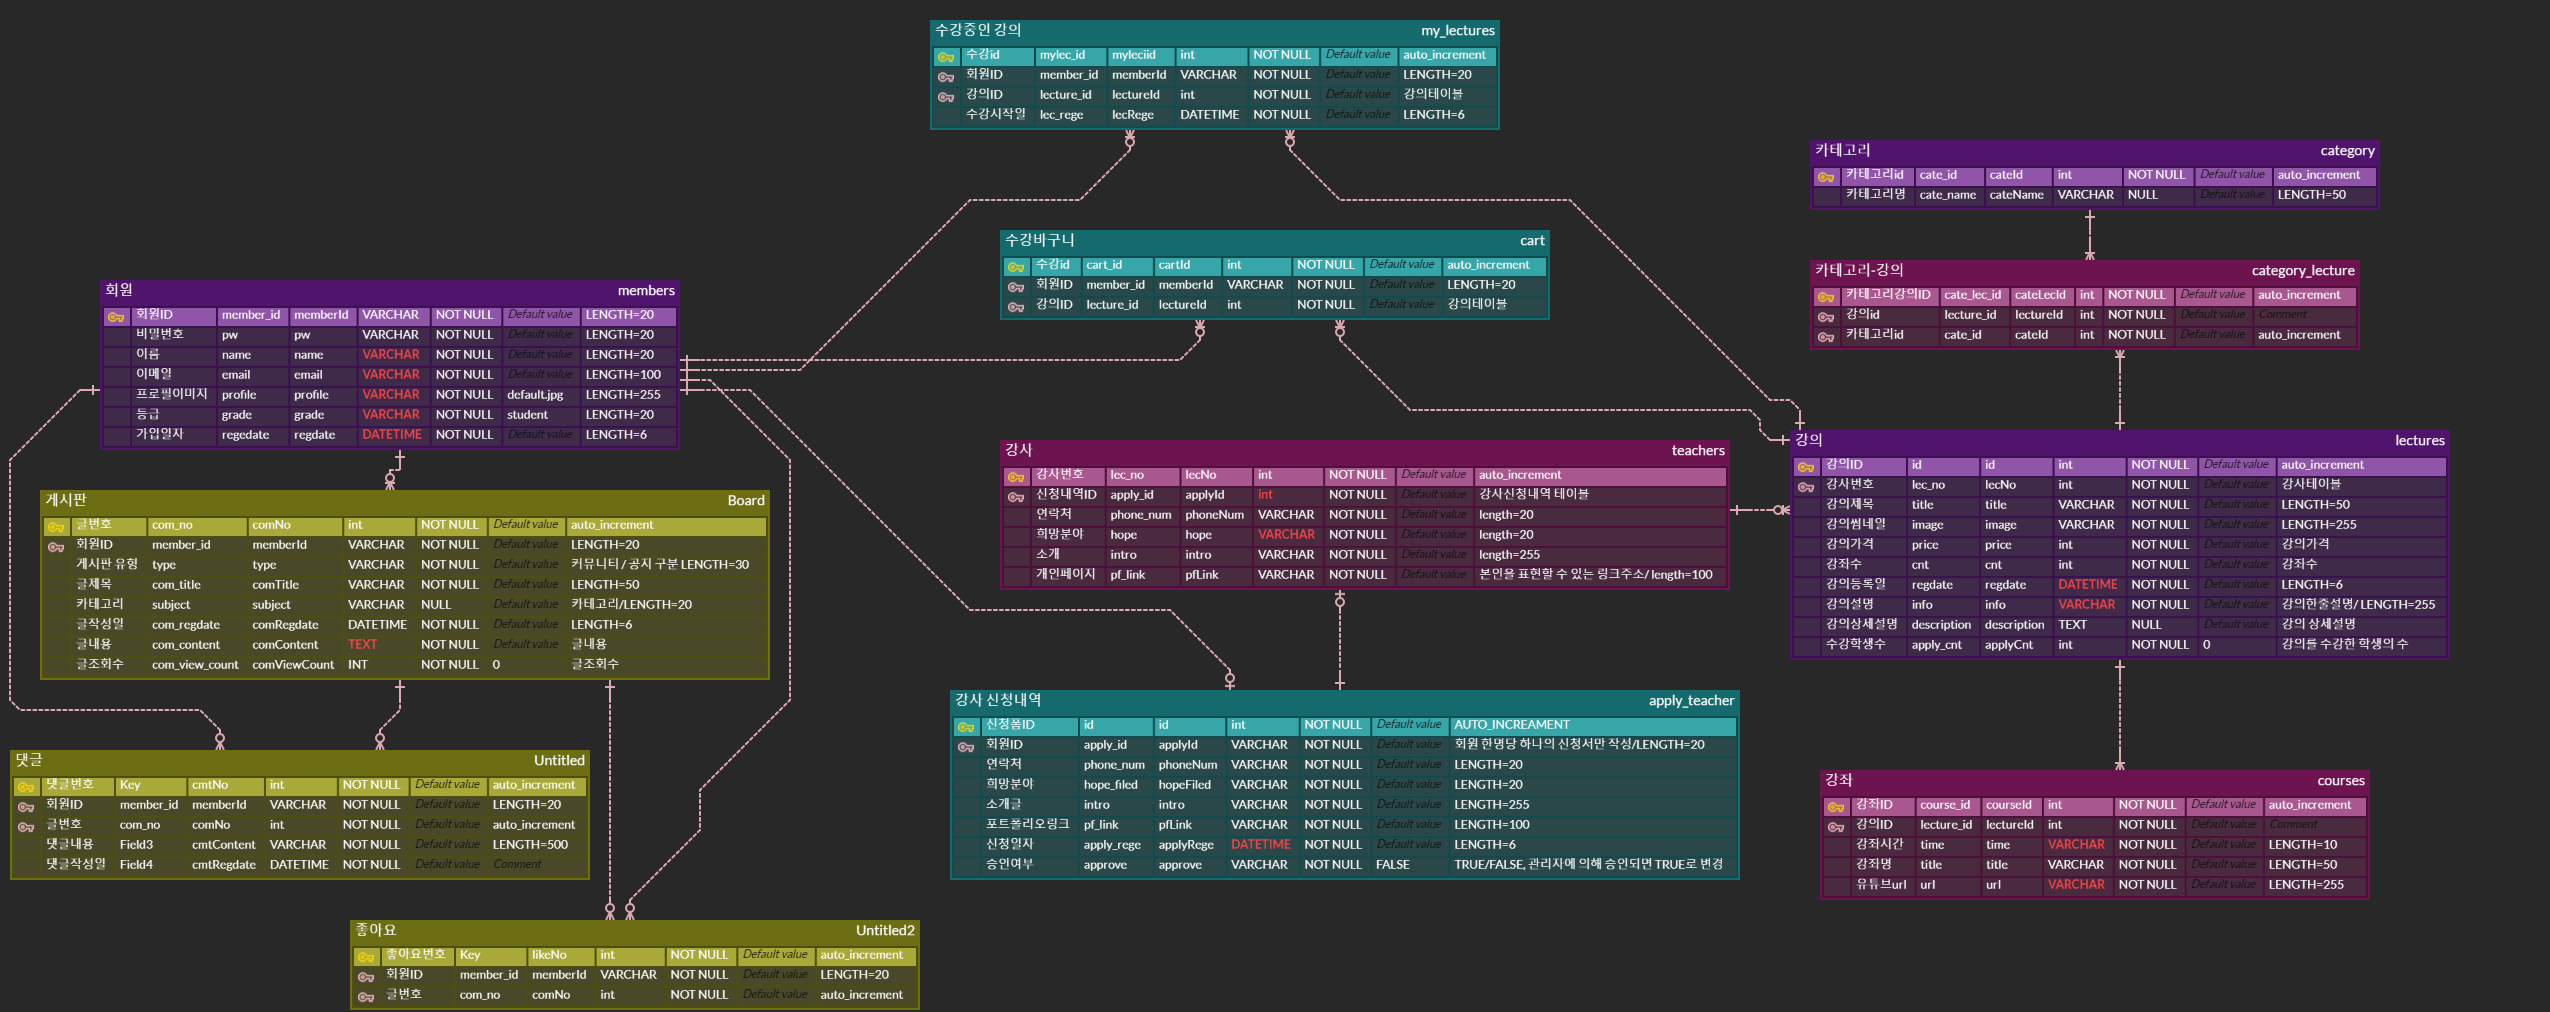 수강중인 강의 my_lectures
수강id mylec_id myleciid int NOT NULL Default value auto_increment
회원ID member_id memberId VARCHAR NOT NULL Default value LENGTH=20
강의ID lecture_id lectureId int NOT NULL Default value 강의테이블
수강시작일 lec_rege lecRege DATETIME NOT NULL Default value LENGTH=6
카테고리 category
카테고리id cate_id cateId int NOT NULL Default value auto_increment
카테고리명 cate_name cateName VARCHAR NULL Default value LENGTH=50
수강바구니 cart
수강id cart_id cartId int NOT NULL Default value auto_increment
회원ID member_id memberId VARCHAR NOT NULL Default value LENGTH=20
강의ID lecture_id lectureId int NOT NULL Default value 강의테이블
카테고리-강의 category_lecture
카테고리강의ID cate_lec_id cateLecId int NOT NULL Default value auto_increment
강의id lecture_id lectureId int NOT NULL Default value Comment
카테고리id cate_id cateId int NOT NULL Default value auto_increment
회원 members
회원ID member_id memberId VARCHAR NOT NULL Default value LENGTH=20
비밀번호 pw pw VARCHAR NOT NULL Default value LENGTH=20
이름 name name VARCHAR NOT NULL Default value LENGTH=20
이메일 email email VARCHAR NOT NULL Default value LENGTH=100
프로필이미지 profile profile VARCHAR NOT NULL default.jpg LENGTH=255
등급 grade grade VARCHAR NOT NULL student LENGTH=20
가입일자 regedate regdate DATETIME NOT NULL Default value LENGTH=6
강사 teachers
강사번호 lec_no lecNo int NOT NULL Default value auto_increment
신청내역ID apply_id applyId int NOT NULL Default value 강사신청내역 테이블
연락처 phone_num phoneNum VARCHAR NOT NULL Default value length=20
희망분야 hope hope VARCHAR NOT NULL Default value length=20
소개 intro intro VARCHAR NOT NULL Default value length=255
개인페이지 pf_link pfLink VARCHAR NOT NULL Default value 본인을 표현할 수 있는 링크주소/ length=100
강의 lectures
강의ID id id int NOT NULL Default value auto_increment
강사번호 lec_no lecNo int NOT NULL Default value 강사테이블
강의제목 title title VARCHAR NOT NULL Default value LENGTH=50
강의썸네일 image image VARCHAR NOT NULL Default value LENGTH=255
강의가격 price price int NOT NULL Default value 강의가격
강좌수 cnt cnt int NOT NULL Default value 강좌수
강의등록일 regdate regdate DATETIME NOT NULL Default value LENGTH=6
강의설명 info info VARCHAR NOT NULL Default value 강의한줄설명/ LENGTH=255
강의상세설명 description description TEXT NULL Default value 강의 상세설명
수강학생수 apply_cnt applyCnt int NOT NULL 0 강의를 수강한 학생의 수
게시판 Board
글번호 com_no comNo int NOT NULL Default value auto_increment
회원ID member_id memberId VARCHAR NOT NULL Default value LENGTH=20
게시판 유형 type type VARCHAR NOT NULL Default value 커뮤니티 / 공지 구분 LENGTH=30
글제목 com_title comTitle VARCHAR NOT NULL Default value LENGTH=50
카테고리 subject subject VARCHAR NULL Default value 카테고리/LENGTH=20
글작성일 com_regdate comRegdate DATETIME NOT NULL Default value LENGTH=6
글내용 com_content comContent TEXT NOT NULL Default value 글내용
글조회수 com_view_count comViewCount INT NOT NULL 0 글조회수
강사 신청내역 apply_teacher
신청폼ID id id int NOT NULL Default value AUTO_INCREAMENT
회원ID apply_id applyId VARCHAR NOT NULL Default value 회원 한명당 하나의 신청서만 작성/LENGTH=20
연락처 phone_num phoneNum VARCHAR NOT NULL Default value LENGTH=20
희망분야 hope_filed hopeFiled VARCHAR NOT NULL Default value LENGTH=20
소개글 intro intro VARCHAR NOT NULL Default value LENGTH=255
포트폴리오링크 pf_link pfLink VARCHAR NOT NULL Default value LENGTH=100
신청일자 apply_rege applyRege DATETIME NOT NULL Default value LENGTH=6
승인여부 approve approve VARCHAR NOT NULL FALSE TRUE/FALSE, 관리자에 의해 승인되면 TRUE로 변경
댓글 Untitled
댓글번호 Key cmtNo int NOT NULL Default value auto_increment
회원ID member_id memberId VARCHAR NOT NULL Default value LENGTH=20
글번호 com_no comNo int NOT NULL Default value auto_increment
댓글내용 Field3 cmtContent VARCHAR NOT NULL Default value LENGTH=500
댓글작성일 Field4 cmtRegdate DATETIME NOT NULL Default value Comment
강좌 courses
강좌ID course_id courseId int NOT NULL Default value auto_increment
강의ID lecture_id lectureId int NOT NULL Default value Comment
강좌시간 time time VARCHAR NOT NULL Default value LENGTH=10
강좌명 title title VARCHAR NOT NULL Default value LENGTH=50
유튜브url url url VARCHAR NOT NULL Default value LENGTH=255
좋아요 Untitled2
좋아요번호 Key likeNo int NOT NULL Default value auto_increment
회원ID member_id memberId VARCHAR NOT NULL Default value LENGTH=20
글번호 com_no comNo int NOT NULL Default value auto_increment